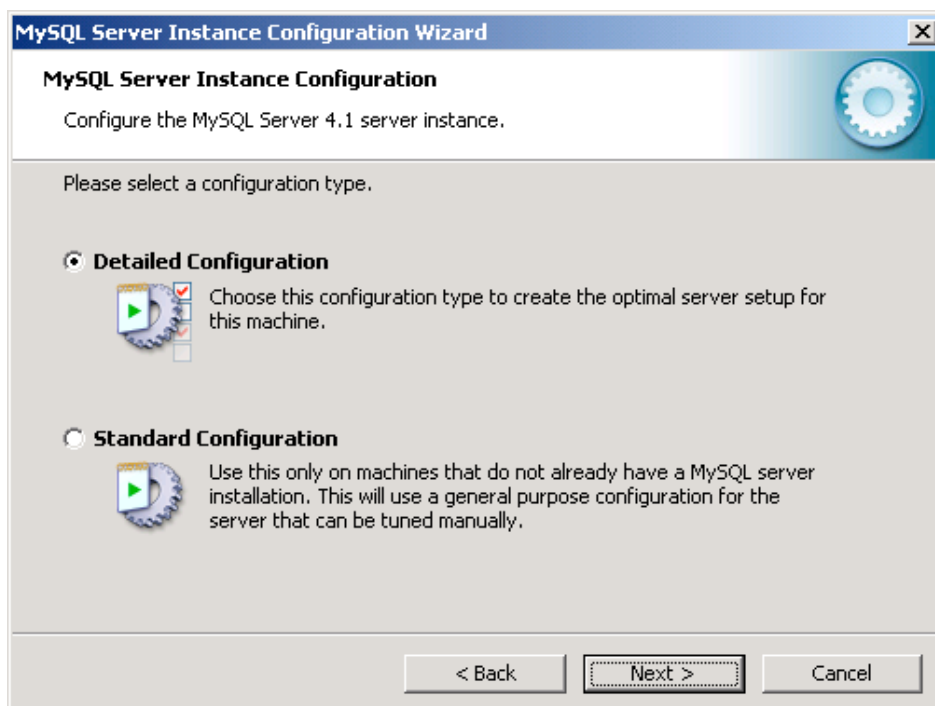 MySQL Server Instance Configuration Wizard
MySQL Server Instance Configuration
Configure the MySQL Server 4.1 server instance.
Please select a configuration type.
Detailed Configuration
Choose this configuration type to create the optimal server setup for
this machine.
Standard Configuration
Use this only on machines that do not already have a MySQL server
installation. This will use a general purpose configuration for the
server that can be tuned manually.
< Back Next > Cancel